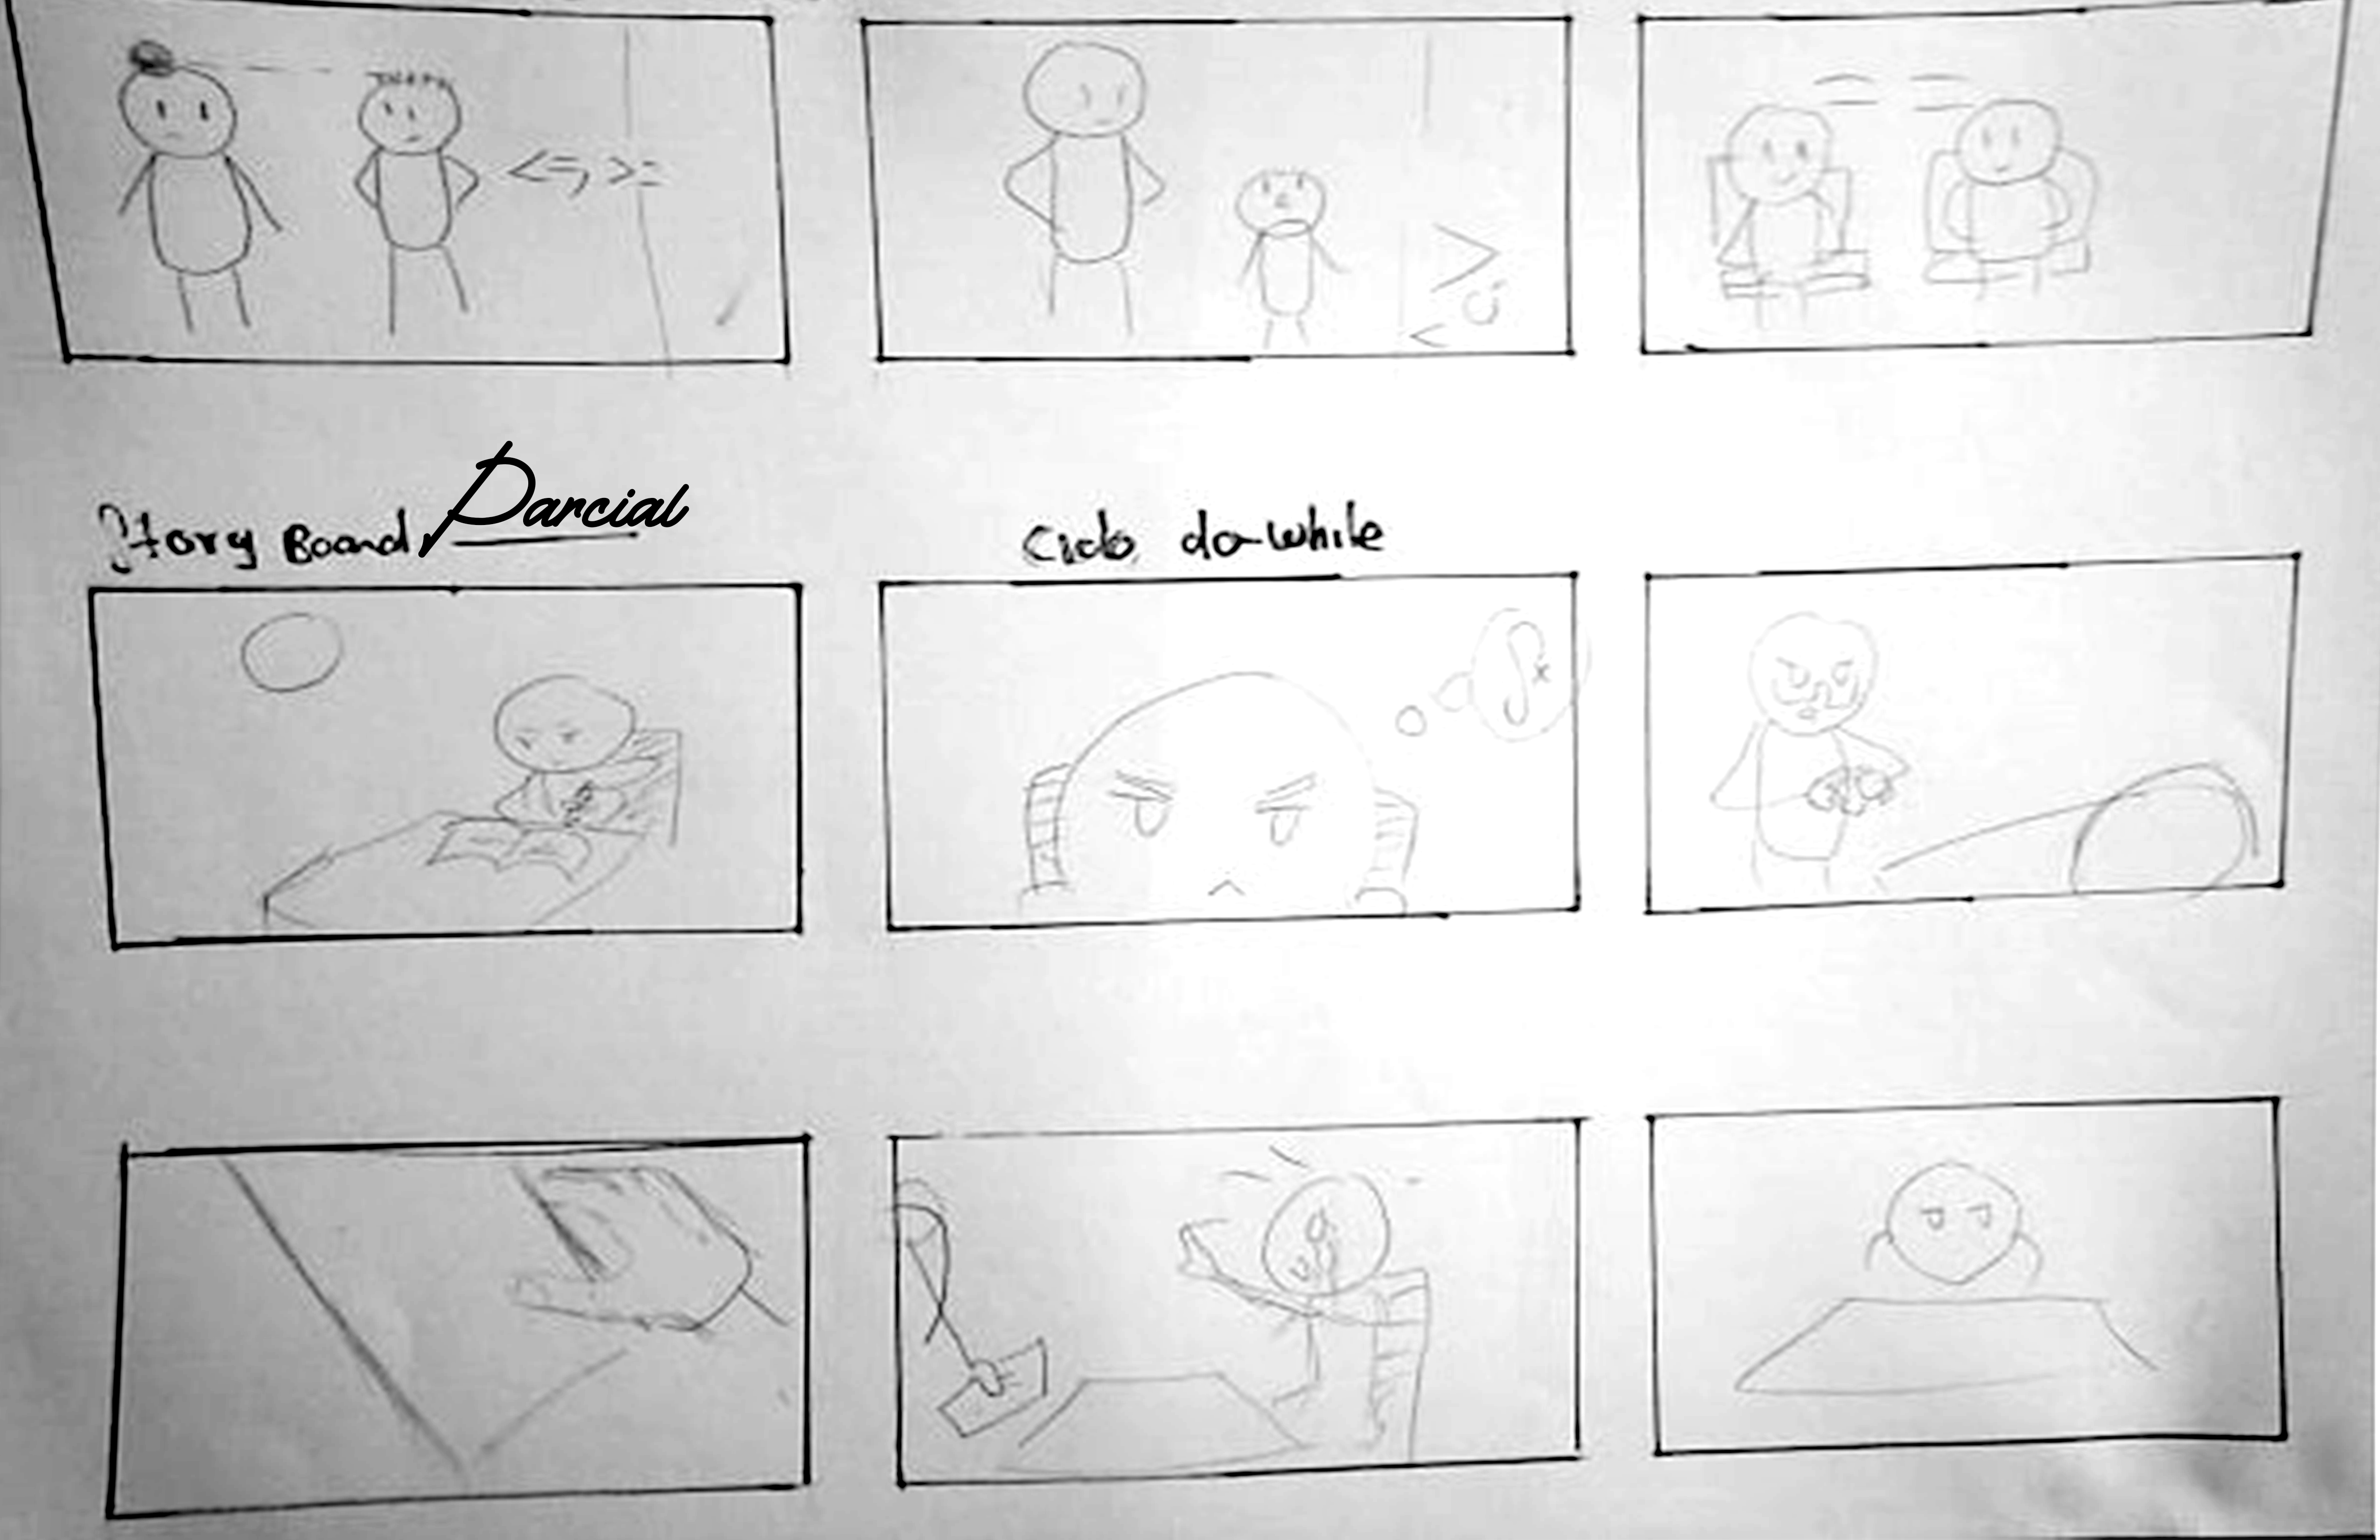 <=, >=
>
<
Story Board Parcial
Ciclo do-while
∫x